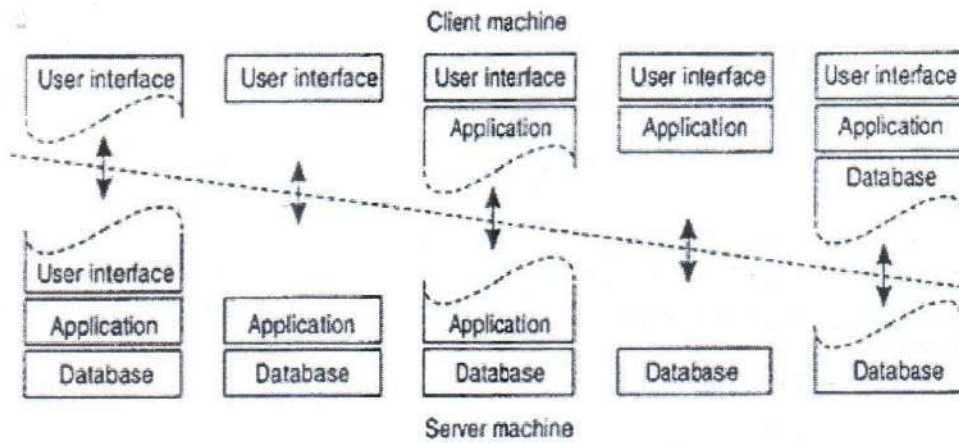 Client machine
User interface User interface User interface User interface User interface
Application Application Application
Database
User interface
Application Application Application
Database Database Database Database Database
Server machine